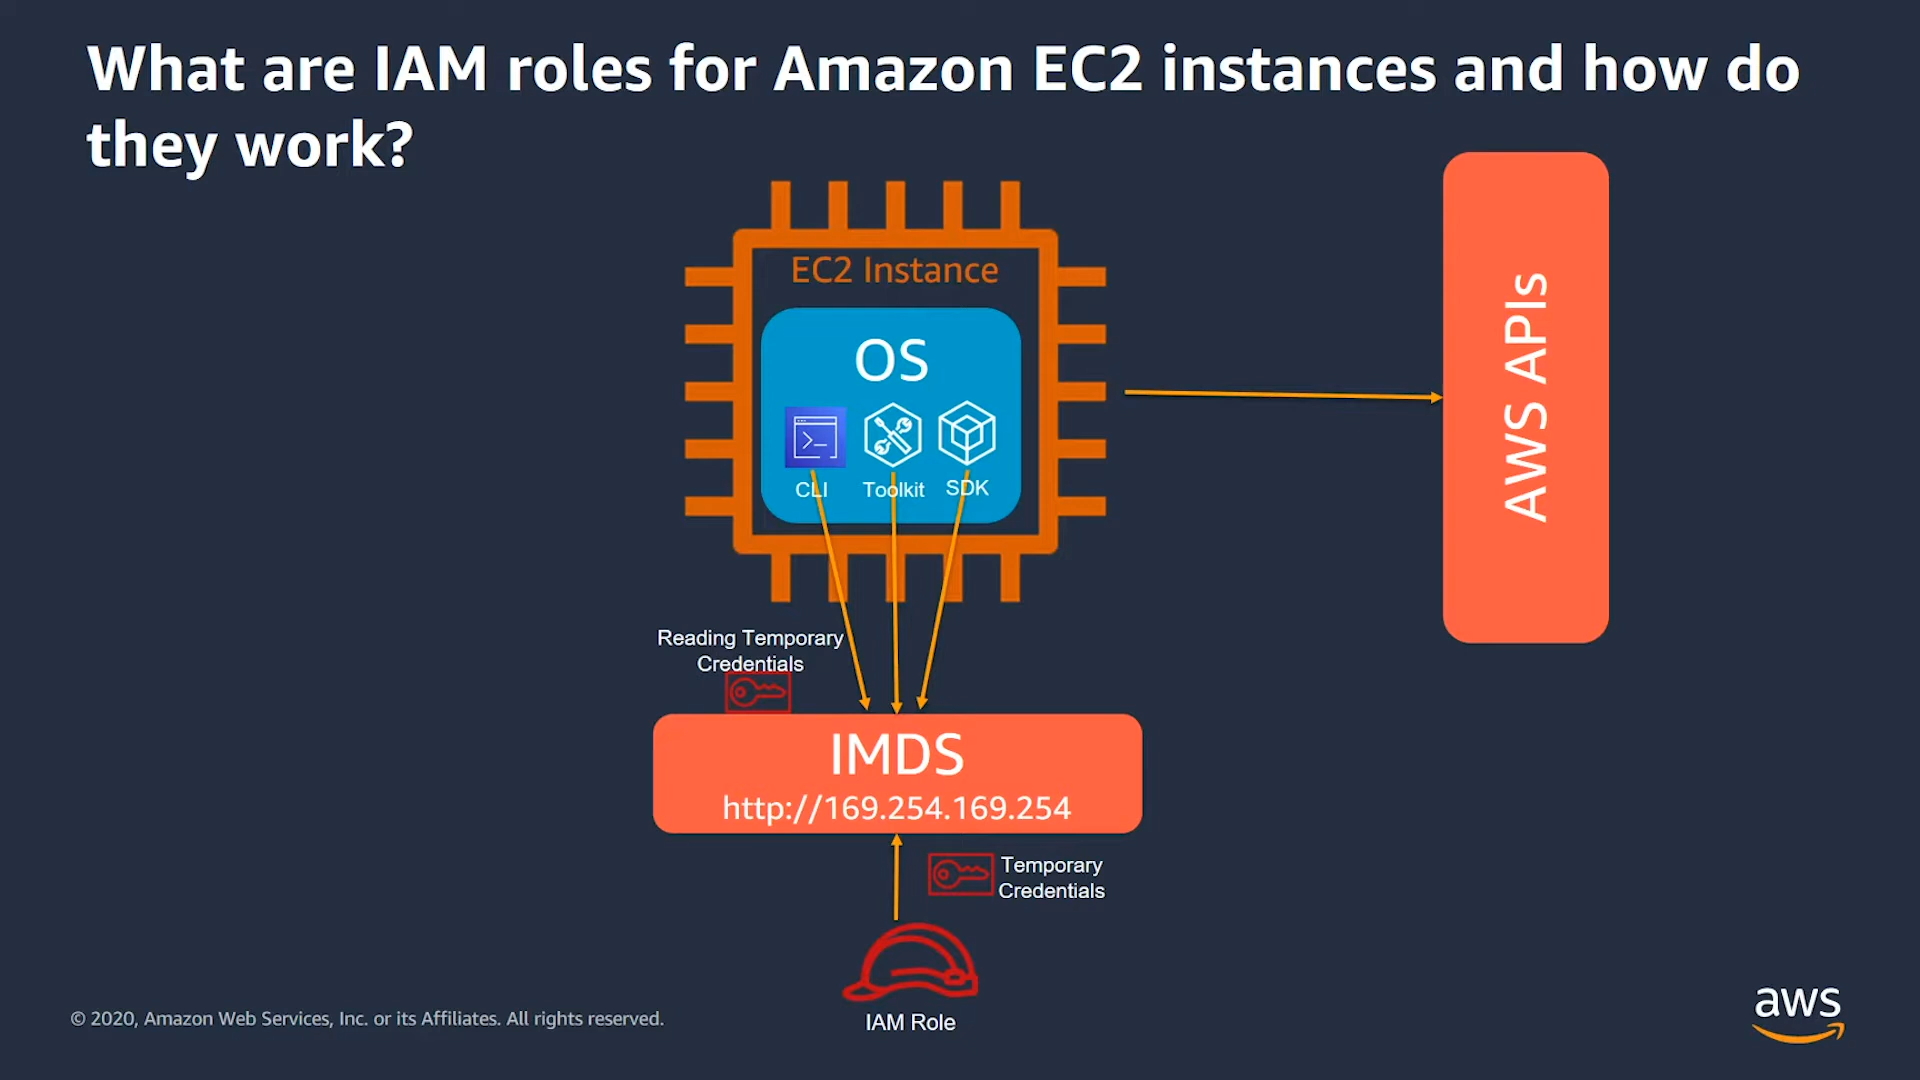 What are IAM roles for Amazon EC2 instances and how do
they work?
EC2 Instance
OS
CLI
Toolkit
SDK
AWS APIs
Reading Temporary
Credentials
IMDS
http://169.254.169.254
Temporary
Credentials
IAM Role
© 2020, Amazon Web Services, Inc. or its Affiliates. All rights reserved.
aws